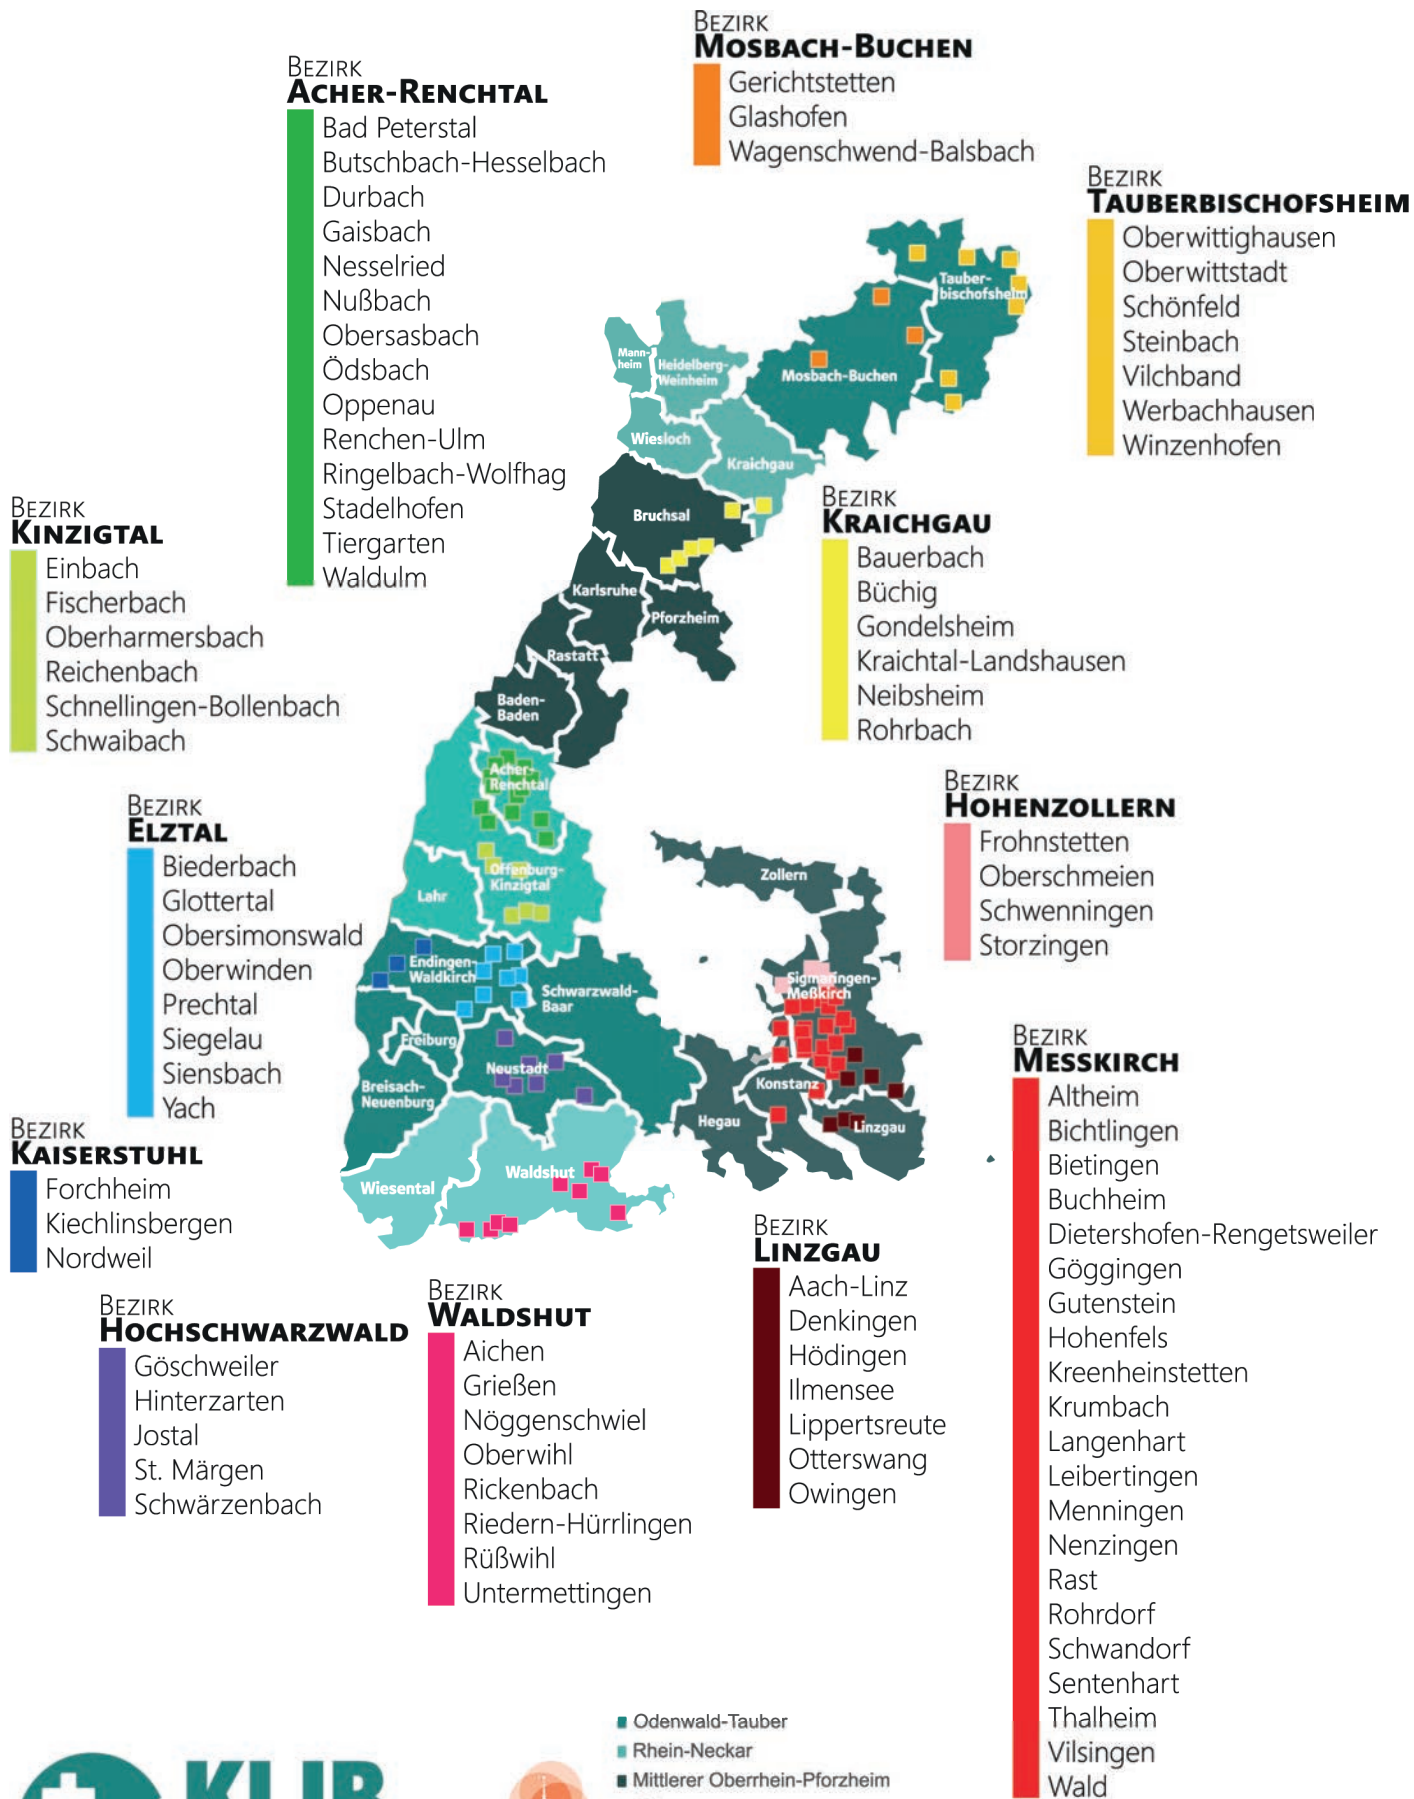 BEZIRK
MOSBACH-BUCHEN
Gerichtstetten
Glashofen
Wagenschwend-Balsbach
BEZIRK
ACHER-RENCHTAL
Bad Peterstal
Butschbach-Hesselbach
Durbach
Gaisbach
Nesselried
Nußbach
Obersasbach
Ödsbach
Oppenau
Renchen-Ulm
Ringelbach-Wolfhag
Stadelhofen
Tiergarten
Waldulm
BEZIRK
TAUBERBISCHOFSHEIM
Oberwittighausen
Oberwittstadt
Schönfeld
Steinbach
Vilchband
Werbachhausen
Winzenhofen
BEZIRK
KINZIGTAL
Einbach
Fischerbach
Oberharmersbach
Reichenbach
Schnellingen-Bollenbach
Schwaibach
BEZIRK
KRAICHGAU
Bauerbach
Büchig
Gondelsheim
Kraichtal-Landshausen
Neibsheim
Rohrbach
BEZIRK
ELZTAL
Biederbach
Glottertal
Obersimonswald
Oberwinden
Prechtal
Siegelau
Siensbach
Yach
BEZIRK
HOHENZOLLERN
Frohnstetten
Oberschmeien
Schwenningen
Storzingen
BEZIRK
KAISERSTUHL
Forchheim
Kiechlinsbergen
Nordweil
BEZIRK
MESSKIRCH
Altheim
Bichtlingen
Bietingen
Buchheim
Dietershofen-Rengetsweiler
Göggingen
Gutenstein
Hohenfels
Kreenheinstetten
Krumbach
Langenhart
Leibertingen
Menningen
Nenzingen
Rast
Rohrdorf
Schwandorf
Sentenhart
Thalheim
Vilsingen
Wald
BEZIRK
HOCHSCHWARZWALD
Göschweiler
Hinterzarten
Jostal
St. Märgen
Schwärzenbach
BEZIRK
WALDSHUT
Aichen
Grießen
Nöggenschwiel
Oberwihl
Rickenbach
Riedern-Hürrlingen
Rüßwihl
Untermettingen
BEZIRK
LINZGAU
Aach-Linz
Denkingen
Hödingen
Ilmensee
Lippertsreute
Otterswang
Owingen
Tauber-
bischofsheim
Mann-
heim
Heidelberg-
Weinheim
Mosbach-Buchen
Wiesloch
Kraichgau
Bruchsal
Karlsruhe
Pforzheim
Rastatt
Baden-
Baden
Acher-
Renchtal
Offenburg-
Kinzigtal
Lahr
Zollern
Endingen-
Waldkirch
Schwarzwald-
Baar
Sigmaringen-
Meßkirch
Freiburg
Neustadt
Breisach-
Neuenburg
Konstanz
Hegau
Linzgau
Waldshut
Wiesental
Odenwald-Tauber
Rhein-Neckar
Mittlerer Oberrhein-Pforzheim